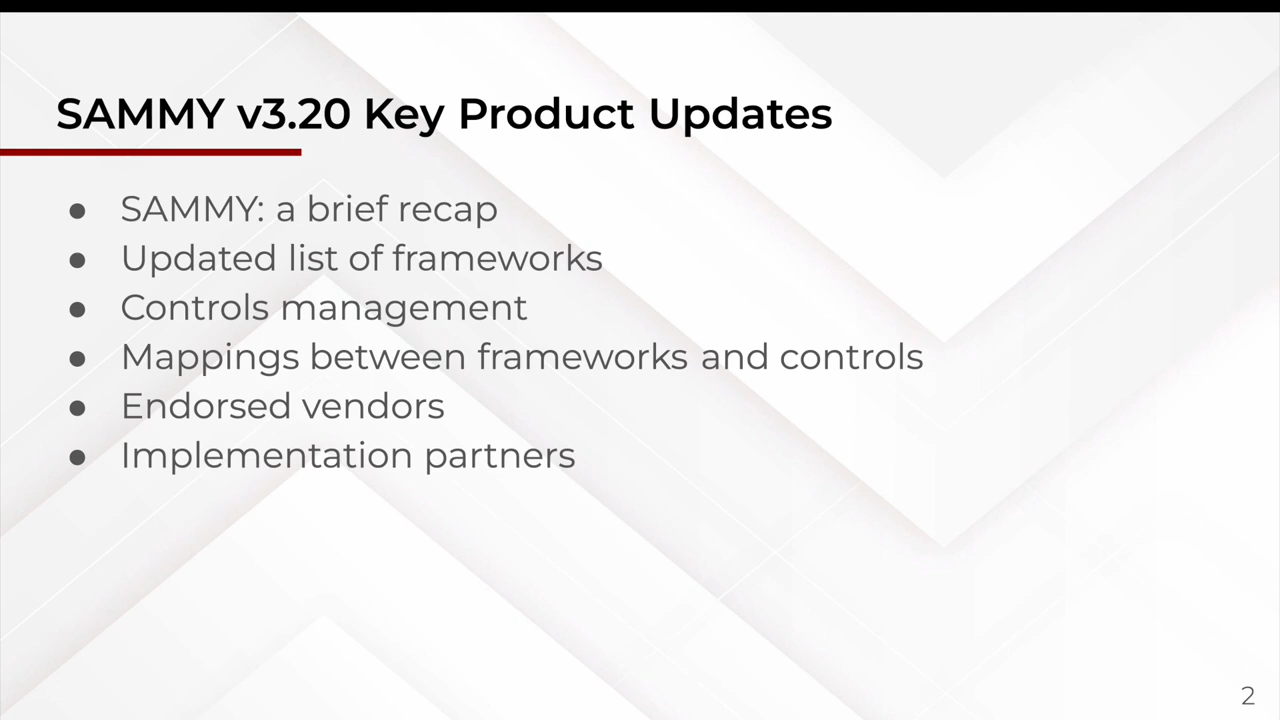 SAMMY v3.20 Key Product Updates
● SAMMY: a brief recap
● Updated list of frameworks
● Controls management
● Mappings between frameworks and controls
● Endorsed vendors
● Implementation partners
2